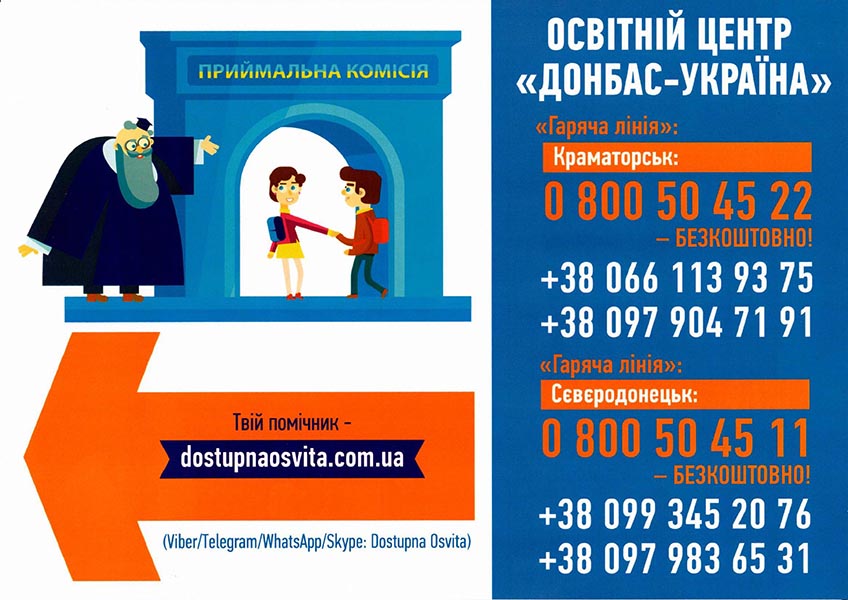 ПРИЙМАЛЬНА КОМІСІЯ
Твій помічник -
dostupnaosvita.com.ua
(Viber/Telegram/WhatsApp/Skype: Dostupna Osvita)
ОСВІТНІЙ ЦЕНТР
«ДОНБАС-УКРАЇНА»
«Гаряча лінія»:
Краматорськ:
0 800 50 45 22
– БЕЗКОШТОВНО!
+38 066 113 93 75
+38 097 904 71 91
«Гаряча лінія»:
Сєвєродонецьк:
0 800 50 45 11
– БЕЗКОШТОВНО!
+38 099 345 20 76
+38 097 983 65 31